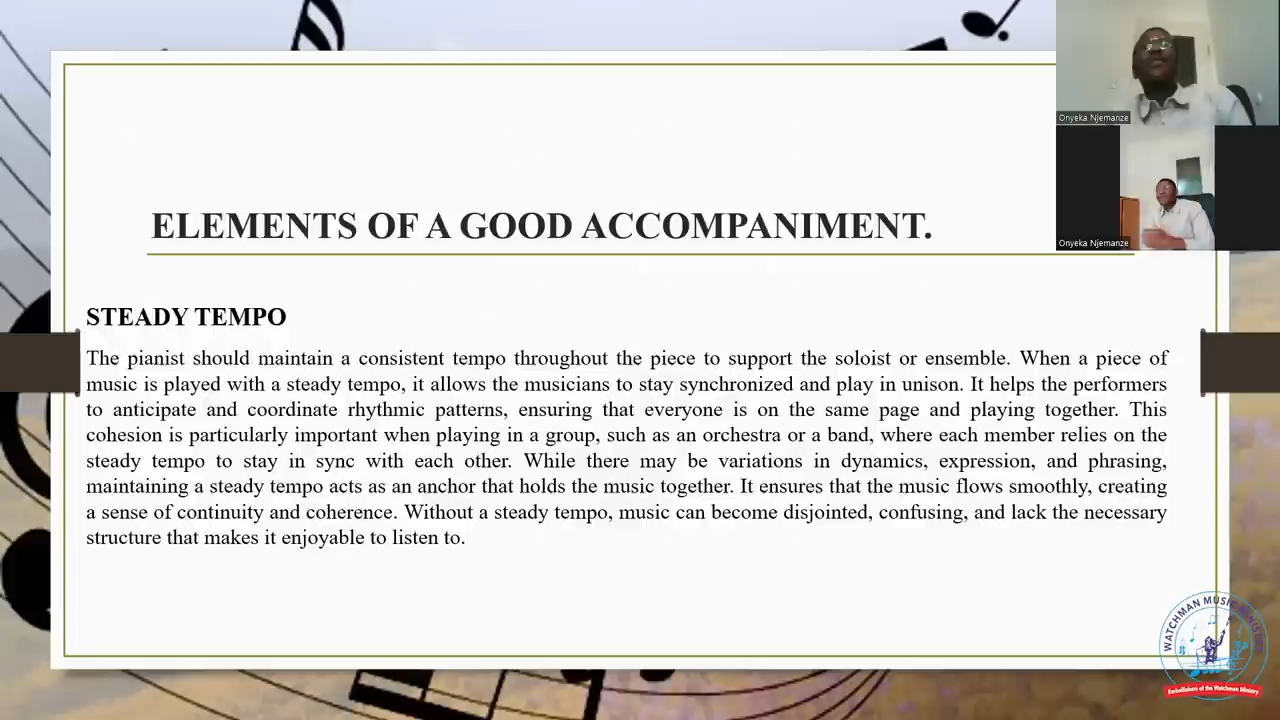 Onyeka Njemanze
Onyeka Njemanze
ELEMENTS OF A GOOD ACCOMPANIMENT.
STEADY TEMPO
The pianist should maintain a consistent tempo throughout the piece to support the soloist or ensemble. When a piece of
music is played with a steady tempo, it allows the musicians to stay synchronized and play in unison. It helps the performers
to anticipate and coordinate rhythmic patterns, ensuring that everyone is on the same page and playing together. This
cohesion is particularly important when playing in a group, such as an orchestra or a band, where each member relies on the
steady tempo to stay in sync with each other. While there may be variations in dynamics, expression, and phrasing,
maintaining a steady tempo acts as an anchor that holds the music together. It ensures that the music flows smoothly, creating
a sense of continuity and coherence. Without a steady tempo, music can become disjointed, confusing, and lack the necessary
structure that makes it enjoyable to listen to.
WATCHMAN MUSIC MINISTRY
Embellishers of the Watchman Ministry